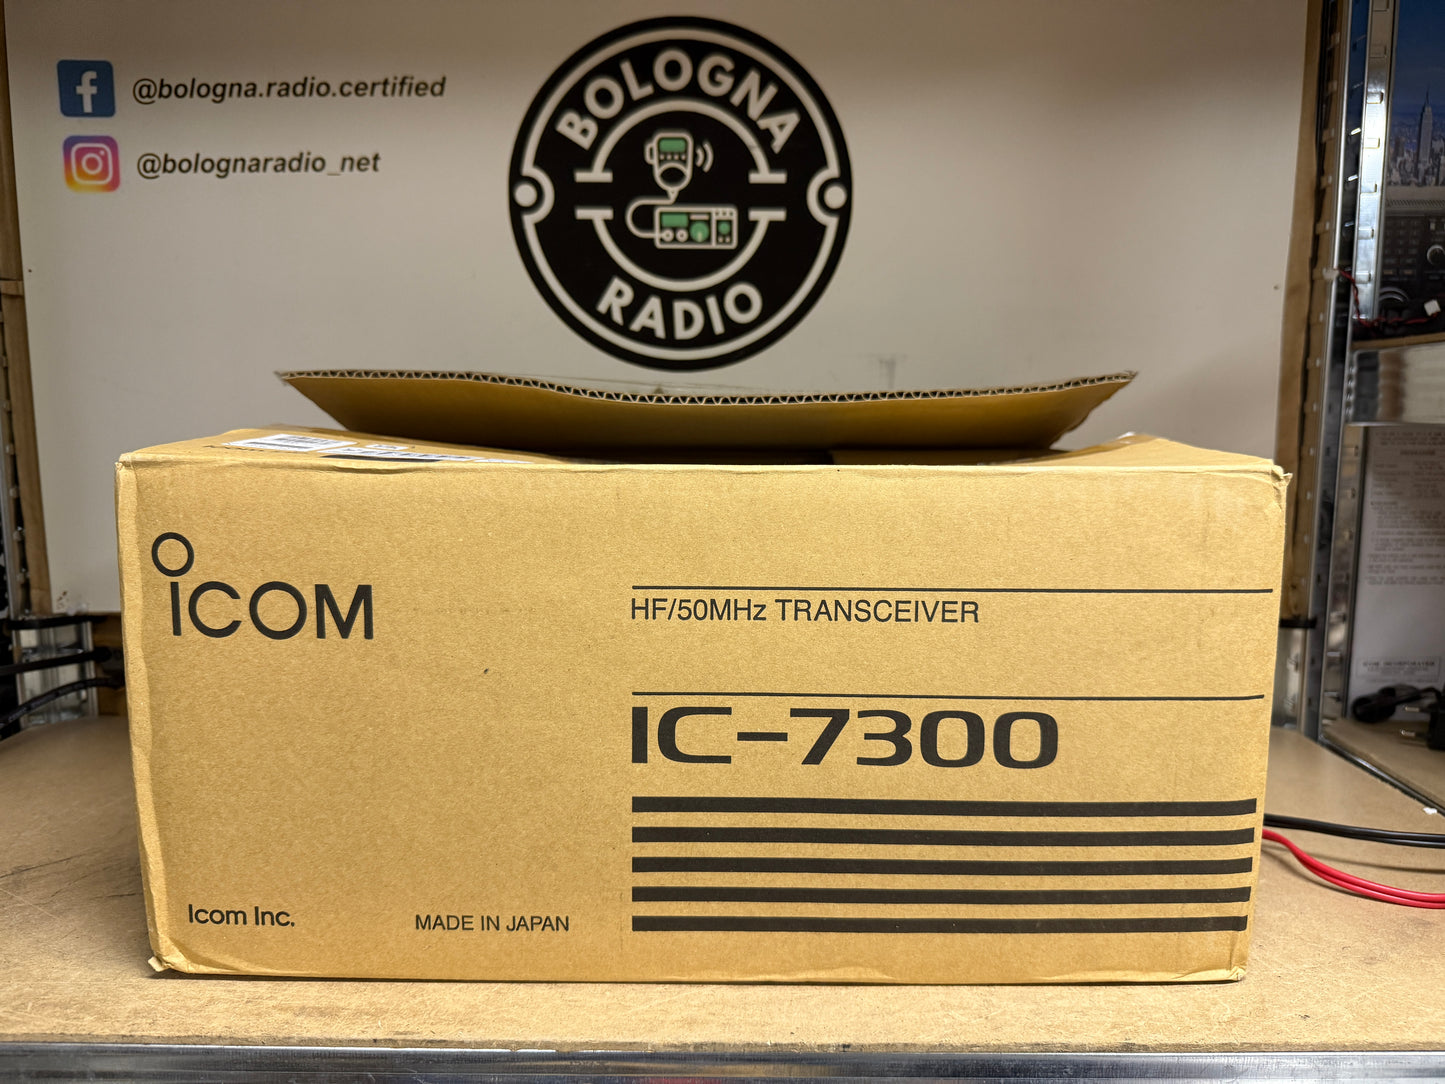 @bologna.radio.certified
@bolognaradio_net
BOLOGNA
RADIO
ICOM
HF/50MHz TRANSCEIVER
IC-7300
Icom Inc.
MADE IN JAPAN